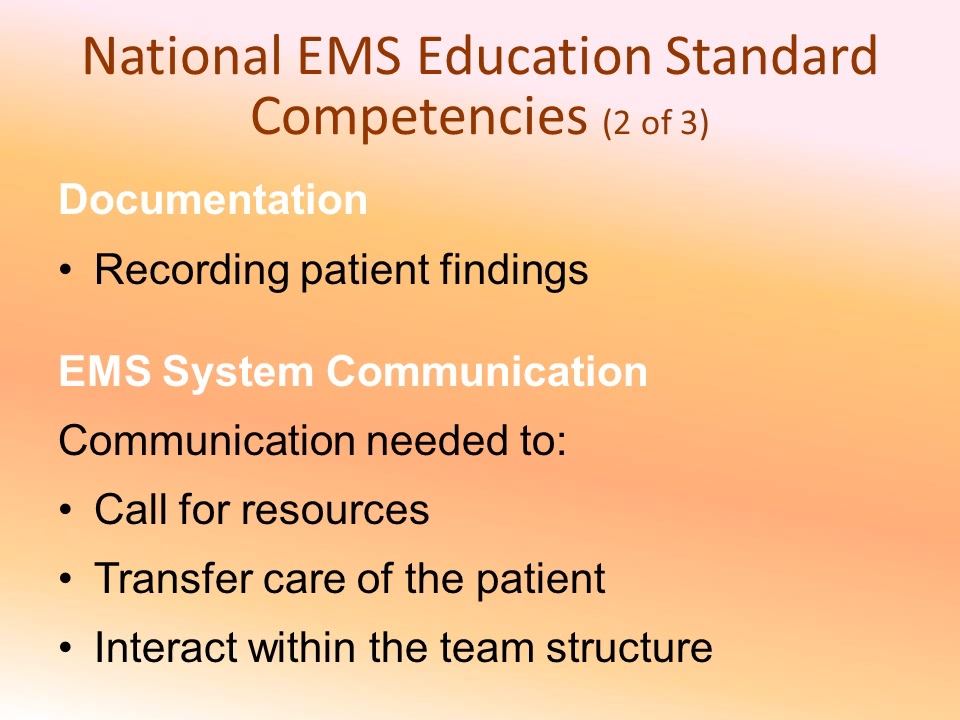 National EMS Education Standard
Competencies (2 of 3)
Documentation
• Recording patient findings
EMS System Communication
Communication needed to:
• Call for resources
• Transfer care of the patient
• Interact within the team structure